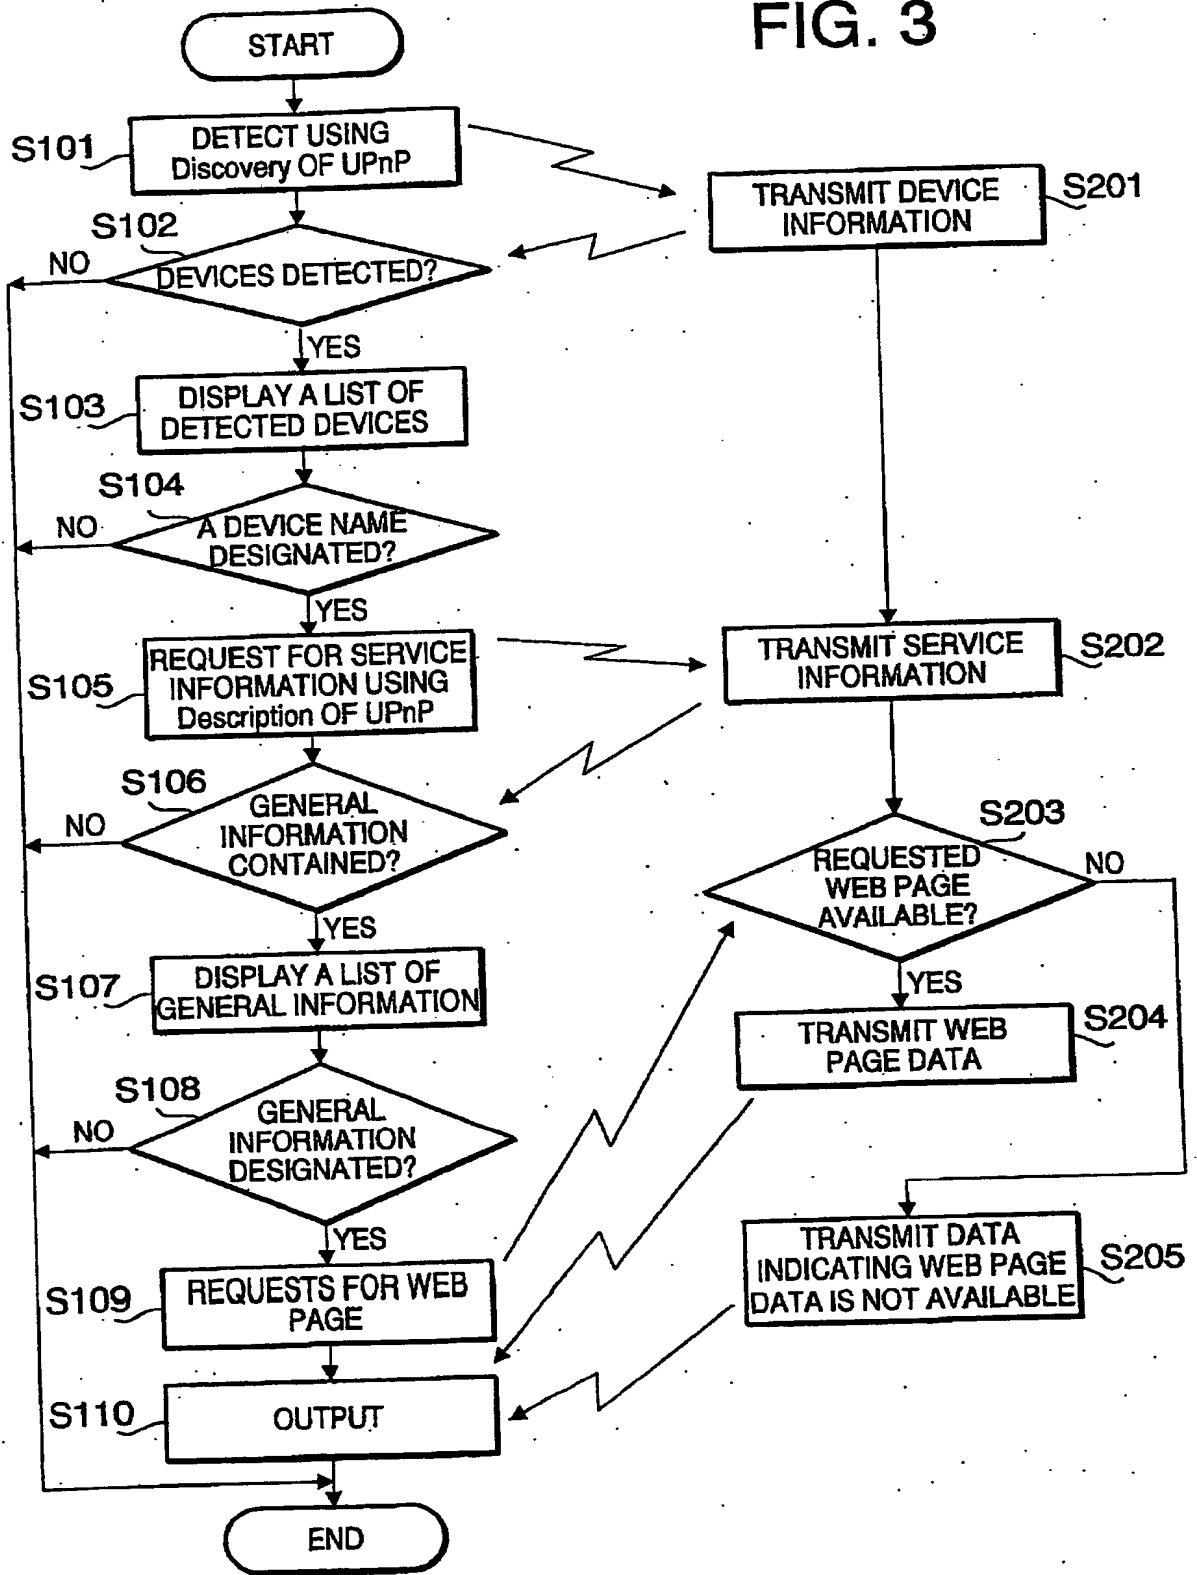 FIG. 3
START
S101
DETECT USING
Discovery OF UPnP
TRANSMIT DEVICE
INFORMATION
S201
S102
NO
DEVICES DETECTED?
YES
S103
DISPLAY A LIST OF
DETECTED DEVICES
S104
NO
A DEVICE NAME
DESIGNATED?
YES
S105
REQUEST FOR SERVICE
INFORMATION USING
Description OF UPnP
TRANSMIT SERVICE
INFORMATION
S202
S106
NO
GENERAL
INFORMATION
CONTAINED?
YES
S203
REQUESTED
WEB PAGE
AVAILABLE?
NO
YES
S107
DISPLAY A LIST OF
GENERAL INFORMATION
TRANSMIT WEB
PAGE DATA
S204
S108
NO
GENERAL
INFORMATION
DESIGNATED?
YES
S109
REQUESTS FOR WEB
PAGE
TRANSMIT DATA
INDICATING WEB PAGE
DATA IS NOT AVAILABLE
S205
S110
OUTPUT
END